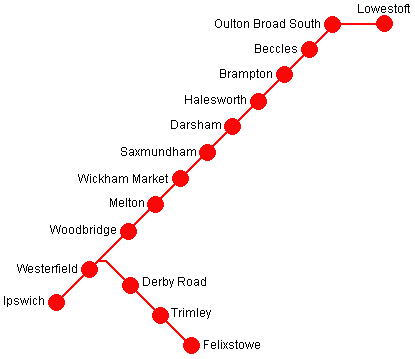 Lowestoft
Oulton Broad South
Beccles
Brampton
Halesworth
Darsham
Saxmundham
Wickham Market
Melton
Woodbridge
Westerfield
Derby Road
Ipswich
Trimley
Felixstowe